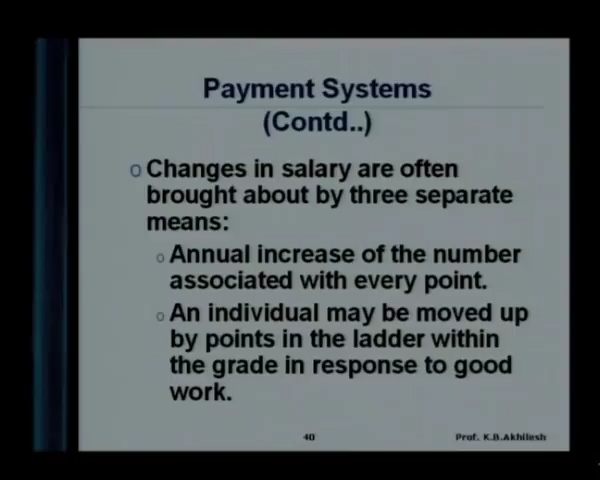 Payment Systems
(Contd..)
o Changes in salary are often
brought about by three separate
means:
o Annual increase of the number
associated with every point.
o An individual may be moved up
by points in the ladder within
the grade in response to good
work.
40
Prof. K.B.Akhilesh